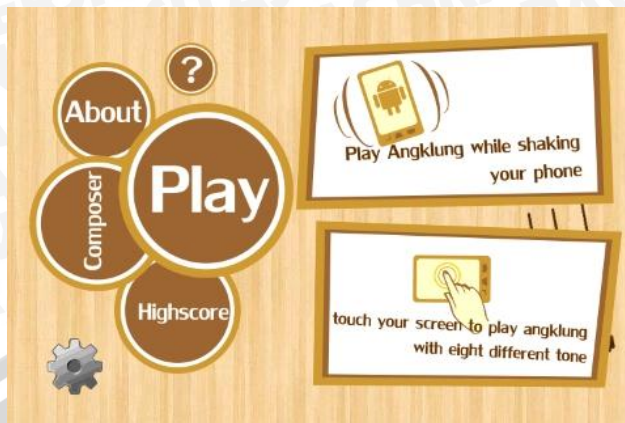 ?
About
Play
Composer
Highscore
Play Angklung while shaking
your phone
touch your screen to play angklung
with eight different tone